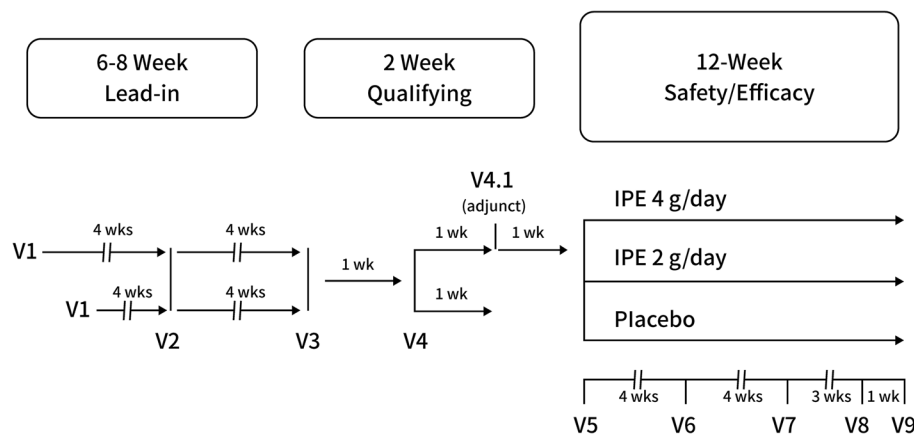 6-8 Week
Lead-in
2 Week
Qualifying
12-Week
Safety/Efficacy
V4.1
(adjunct)
IPE 4 g/day
4 wks
4 wks
1 wk
1 wk
V1
IPE 2 g/day
1 wk
4 wks
4 wks
1 wk
V1
Placebo
V2
V3
V4
4 wks
4 wks
3 wks
1 wk
V5
V6
V7
V8
V9